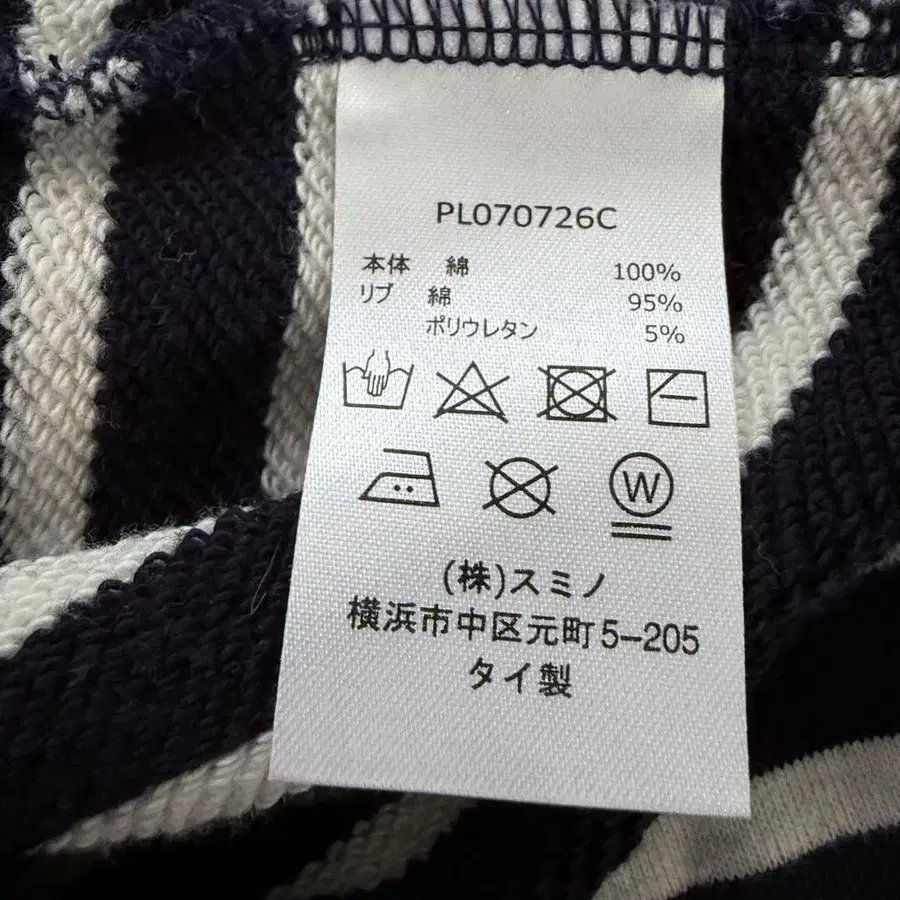 PL070726C
本体 綿 100%
リブ 綿 95%
ポリウレタン 5%
W
(株)スミノ
横浜市中区元町5-205
タイ製